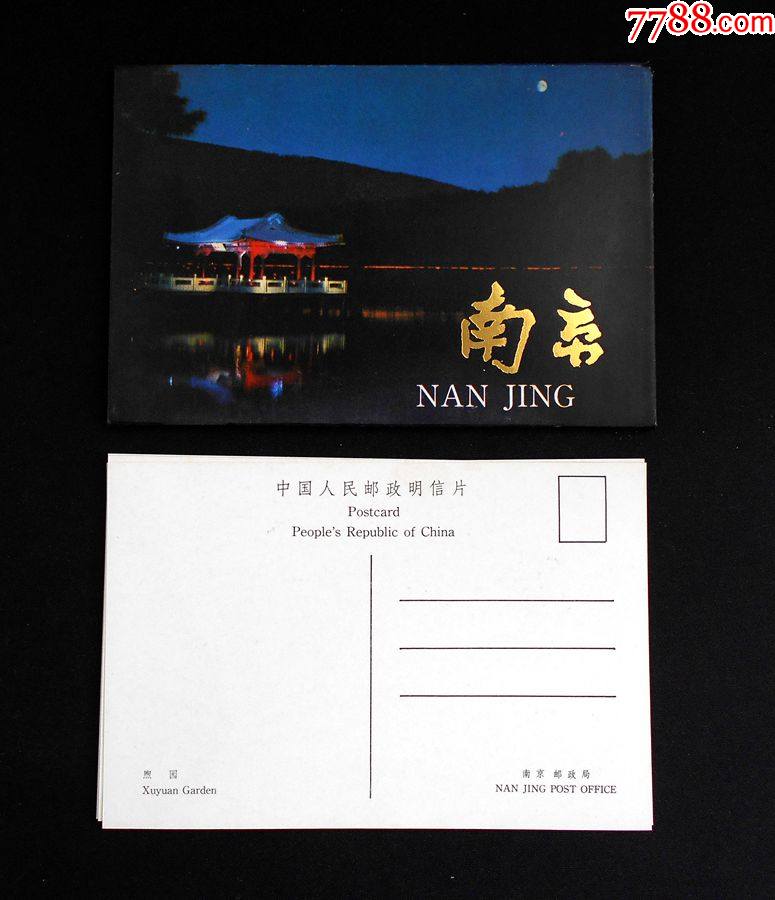 7788.com
南京
NAN JING
中国人民邮政明信片
Postcard
People's Republic of China
煦园
Xuyuan Garden
南京邮政局
NAN JING POST OFFICE